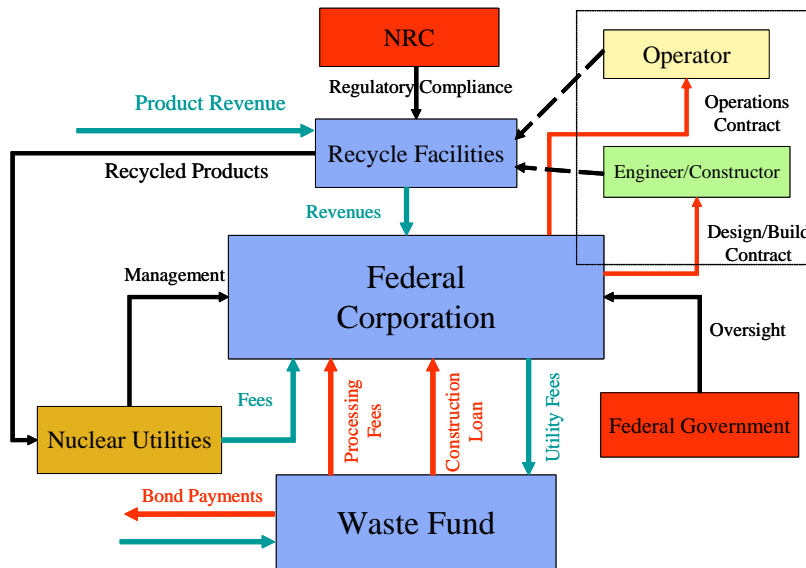 NRC
Operator
Regulatory Compliance
Product Revenue
Operations
Contract
Recycle Facilities
Recycled Products
Engineer/Constructor
Revenues
Design/Build
Contract
Management
Federal
Corporation
Oversight
Fees
Processing
Fees
Construction
Loan
Utility Fees
Nuclear Utilities
Federal Government
Bond Payments
Waste Fund